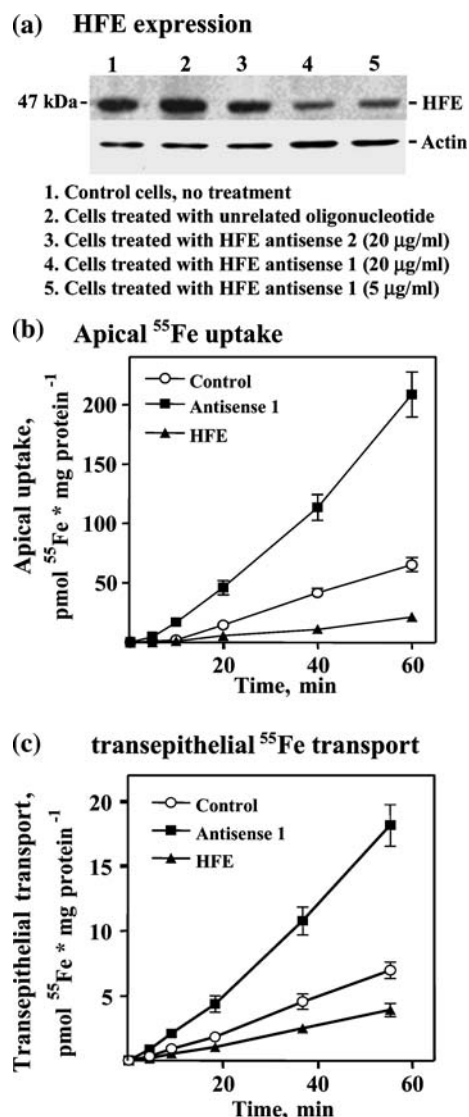 (a) HFE expression
1 2 3 4 5
47 kDa– –HFE
–Actin
1. Control cells, no treatment
2. Cells treated with unrelated oligonucleotide
3. Cells treated with HFE antisense 2 (20 µg/ml)
4. Cells treated with HFE antisense 1 (20 µg/ml)
5. Cells treated with HFE antisense 1 (5 µg/ml)
(b) Apical ⁵⁵Fe uptake
Control
Antisense 1
HFE
200
150
100
50
20 40 60
Time, min
Apical uptake,
pmol ⁵⁵Fe * mg protein ⁻¹
(c) transepithelial ⁵⁵Fe transport
Control
Antisense 1
HFE
20
15
10
5
20 40 60
Time, min
Transepithelial transport,
pmol ⁵⁵Fe * mg protein ⁻¹